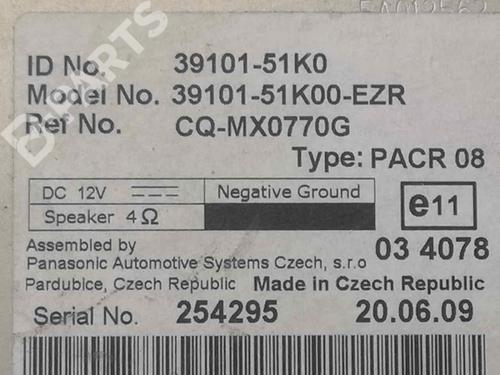 B-PARTS
ID No. 39101-51K0
Model No. 39101-51K00-EZR
Ref No. CQ-MX0770G
Type: PACR 08
DC 12V ⎓ Negative Ground
Speaker 4Ω
e11
Assembled by 03 4078
Panasonic Automotive Systems Czech, s.r.o
Pardubice, Czech Republic Made in Czech Republic
Serial No. 254295 20.06.09